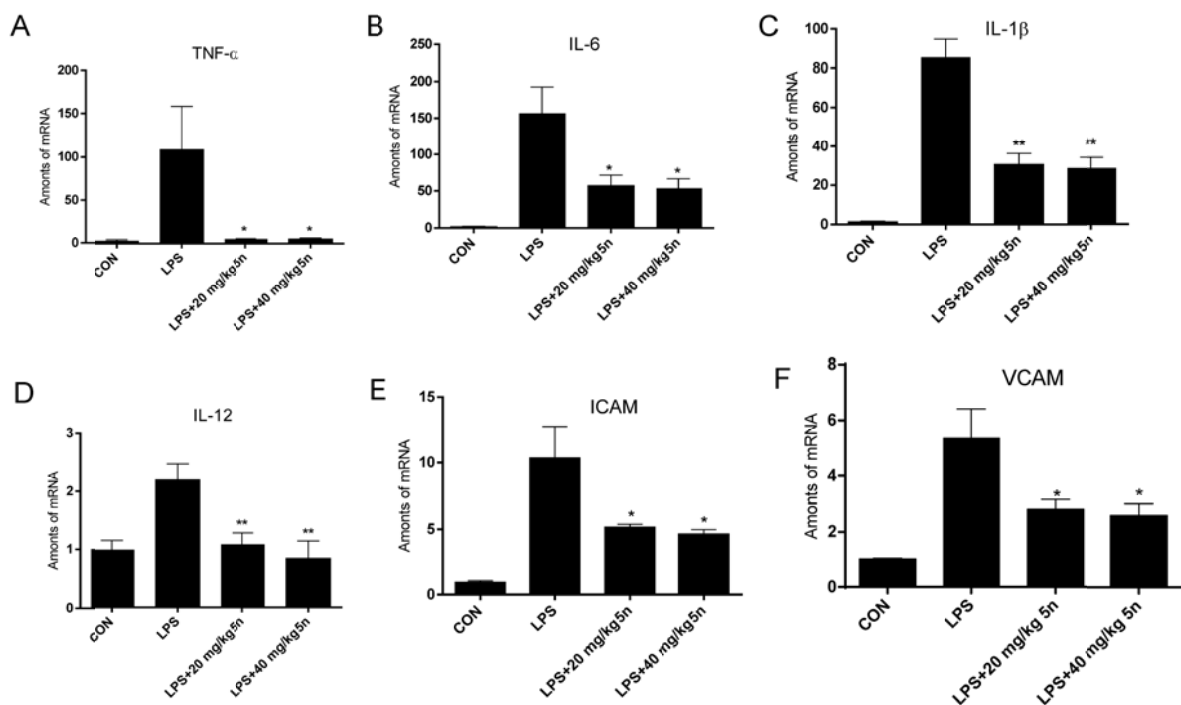 A
TNF-α
Amonts of mRNA
200
150
100
50
0
*
*
CON
LPS
LPS+20 mg/kg5n
LPS+40 mg/kg5n
B
IL-6
Amonts of mRNA
250
200
150
100
50
0
*
*
CON
LPS
LPS+20 mg/kg5n
LPS+40 mg/kg5n
C
IL-1β
Amonts of mRNA
100
80
60
40
20
0
**
**
CON
LPS
LPS+20 mg/kg5n
LPS+40 mg/kg5n
D
IL-12
Amonts of mRNA
3
2
1
0
**
**
CON
LPS
LPS+20 mg/kg5n
LPS+40 mg/kg5n
E
ICAM
Amonts of mRNA
15
10
5
0
*
*
CON
LPS
LPS+20 mg/kg5n
LPS+40 mg/kg5n
F
VCAM
Amonts of mRNA
8
6
4
2
0
*
*
CON
LPS
LPS+20 mg/kg 5n
LPS+40 mg/kg 5n